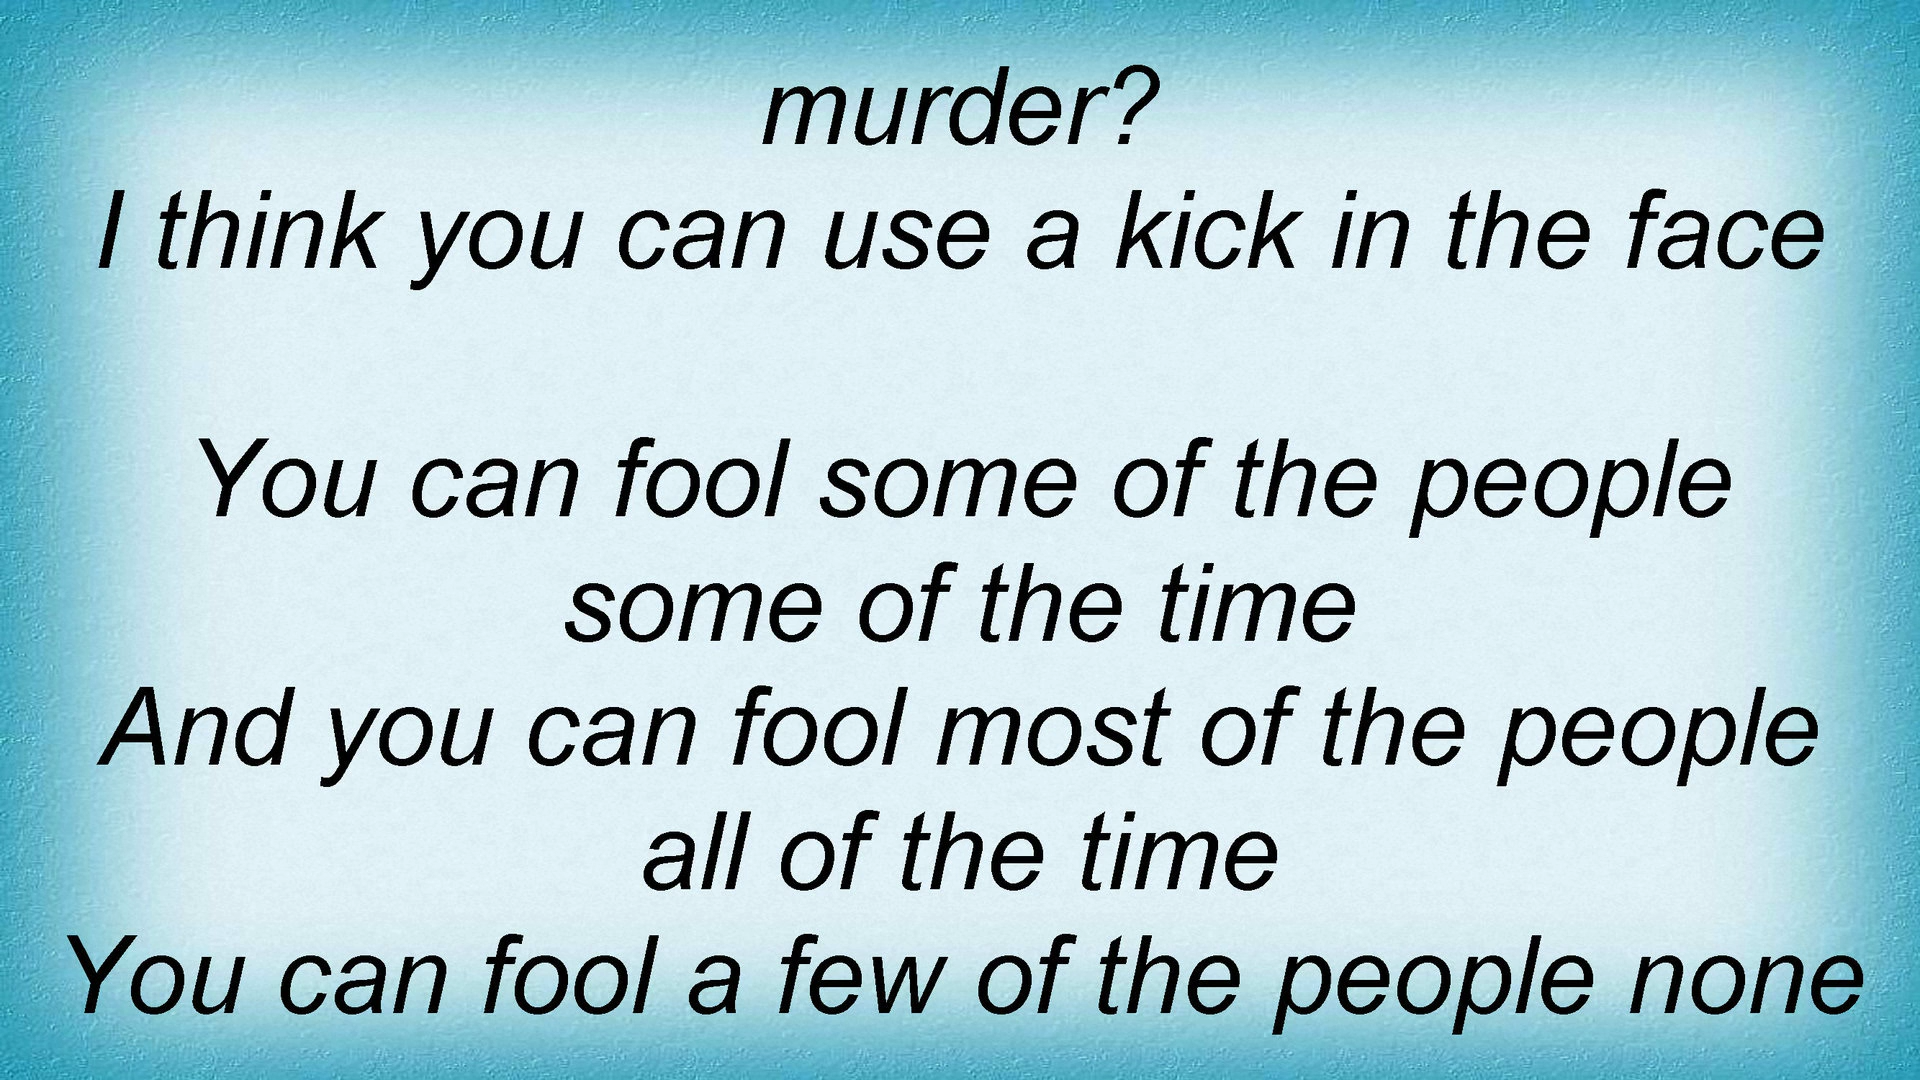 murder?
I think you can use a kick in the face
You can fool some of the people
some of the time
And you can fool most of the people
all of the time
You can fool a few of the people none